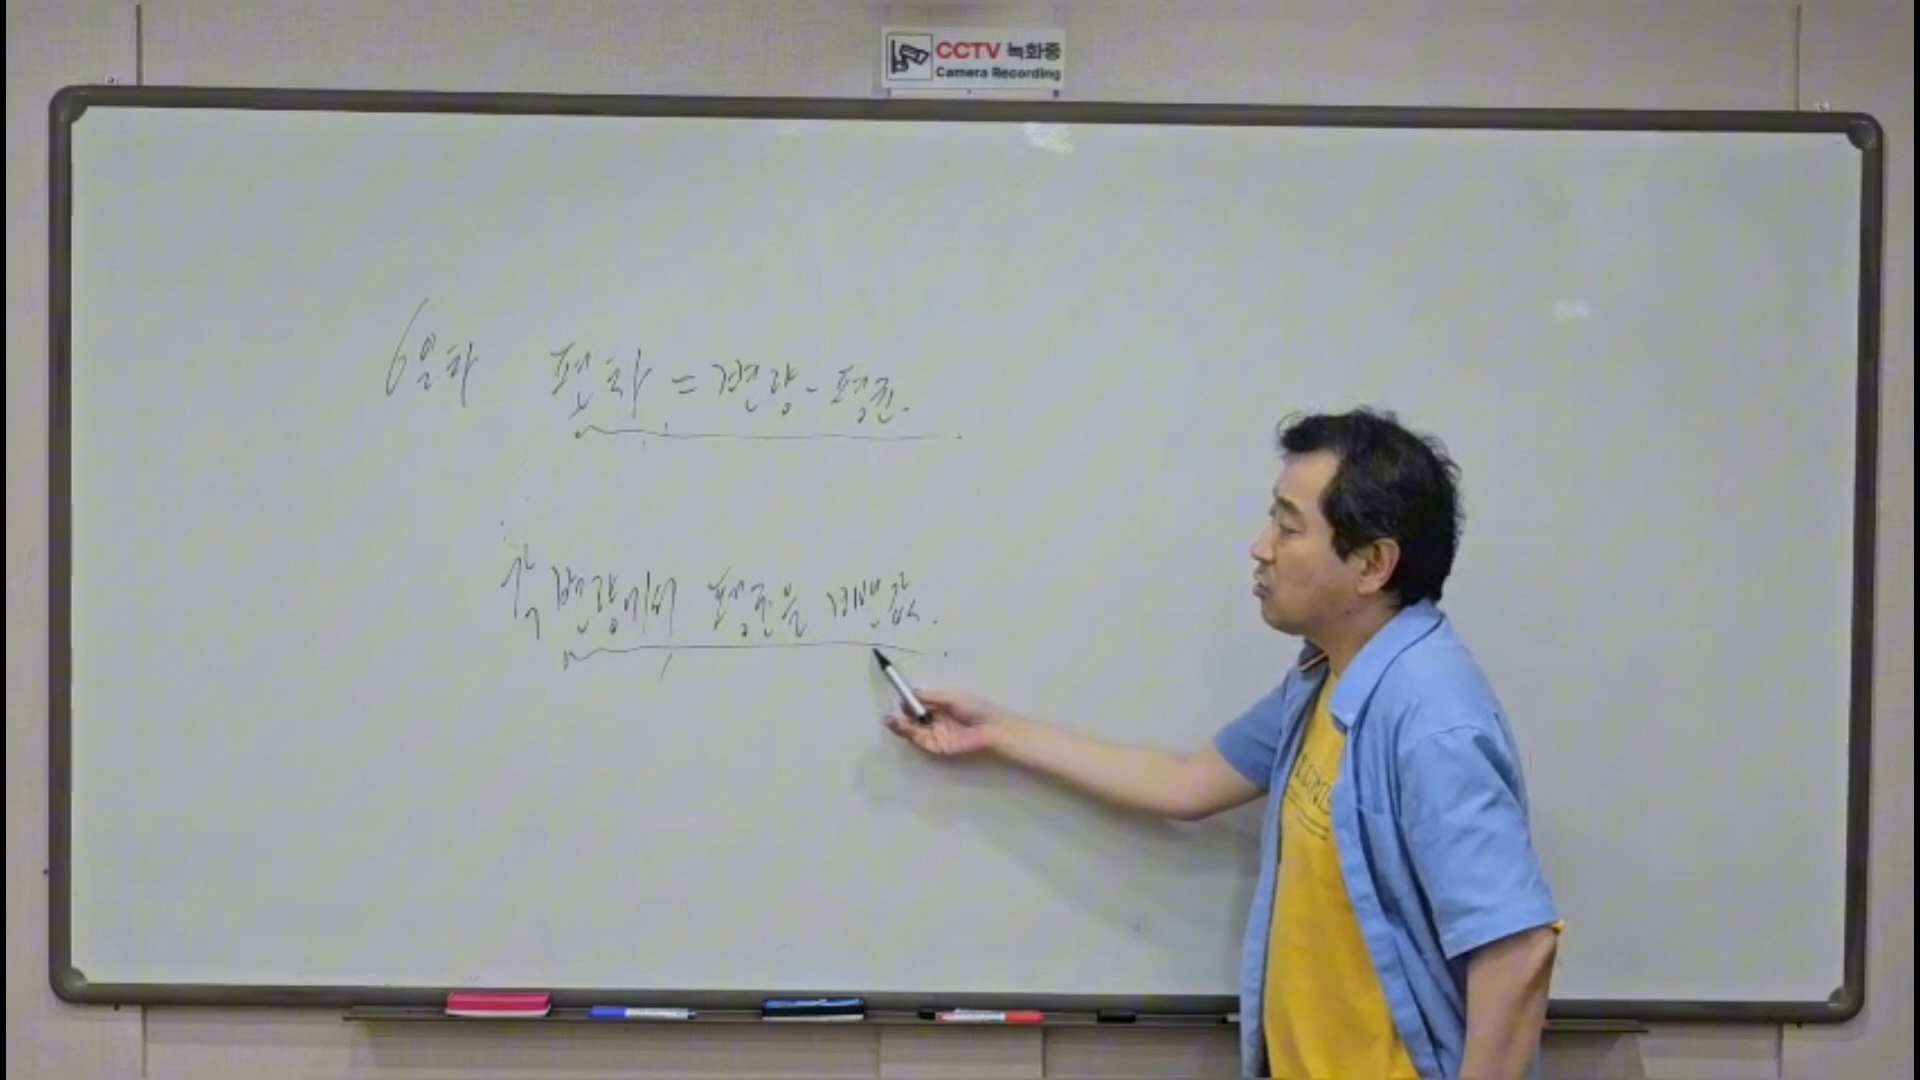 CCTV 녹화중
Camera Recording
6일차 편차 = 변량 - 평균.
각 변량에서 평균을 뺀 값.